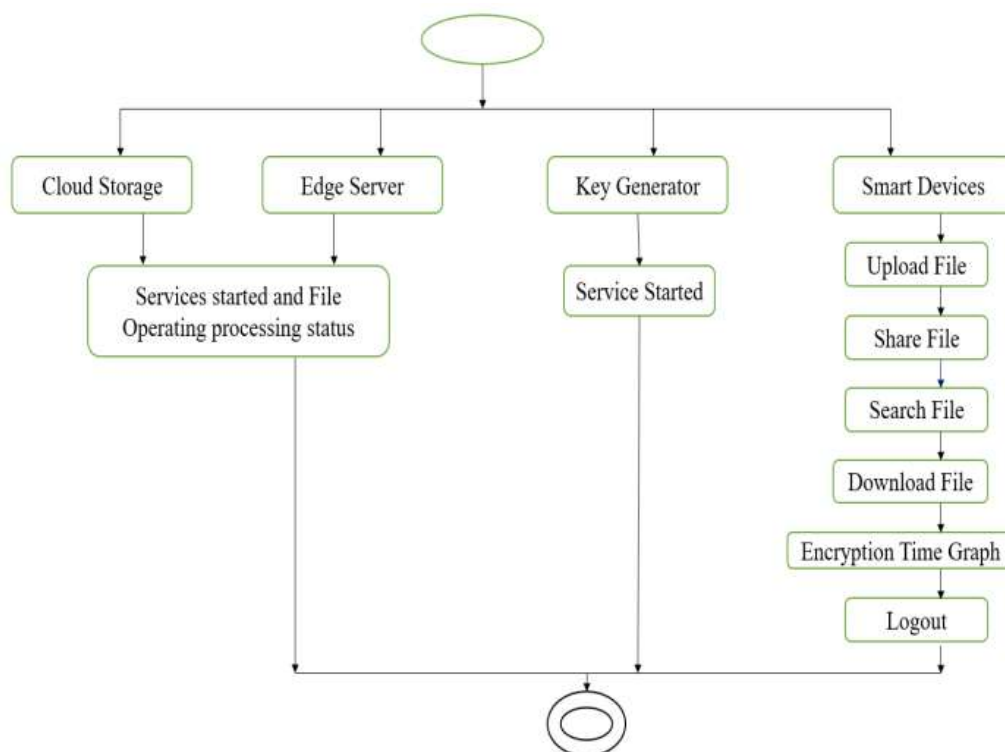 Cloud Storage
Edge Server
Key Generator
Smart Devices
Services started and File
Operating processing status
Service Started
Upload File
Share File
Search File
Download File
Encryption Time Graph
Logout